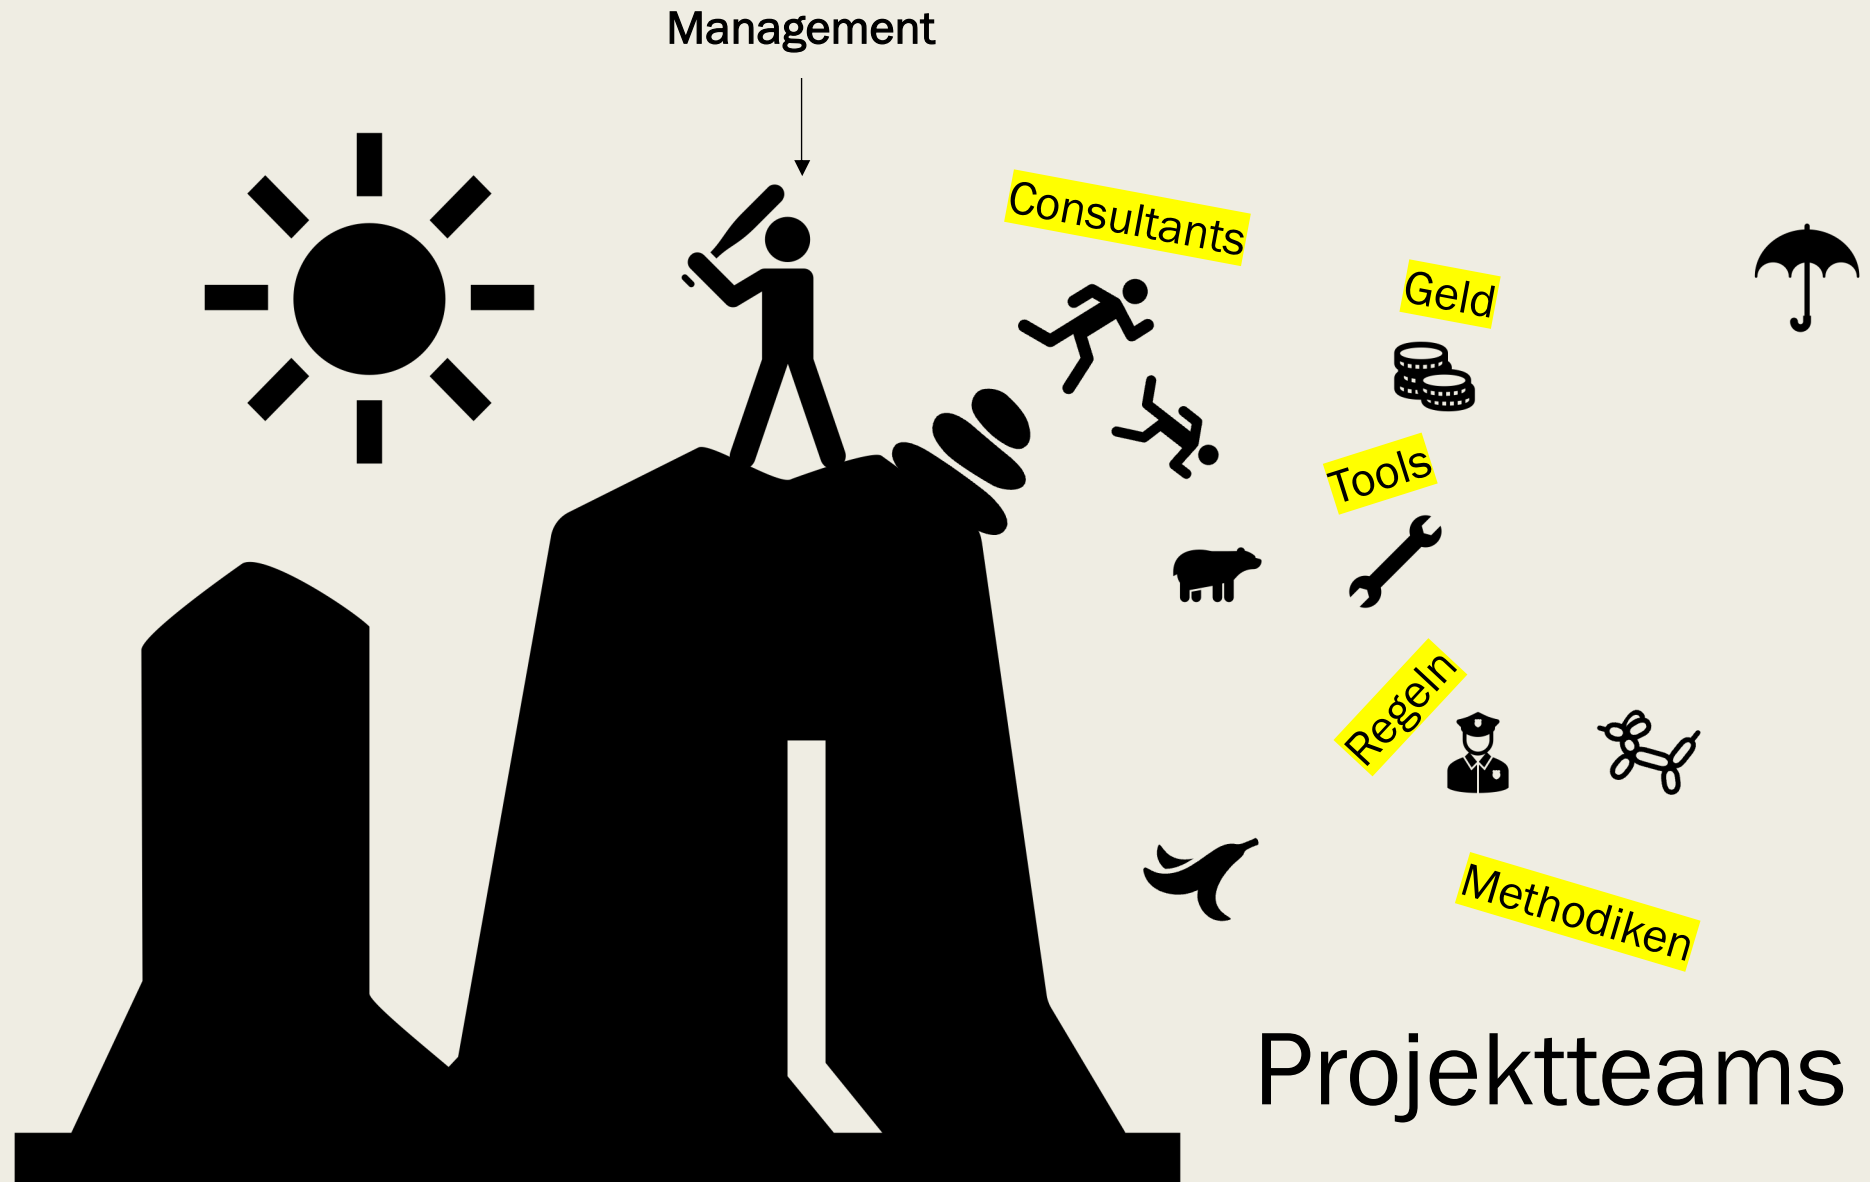 Management
Consultants
Geld
Tools
Regeln
Methodiken
Projektteams